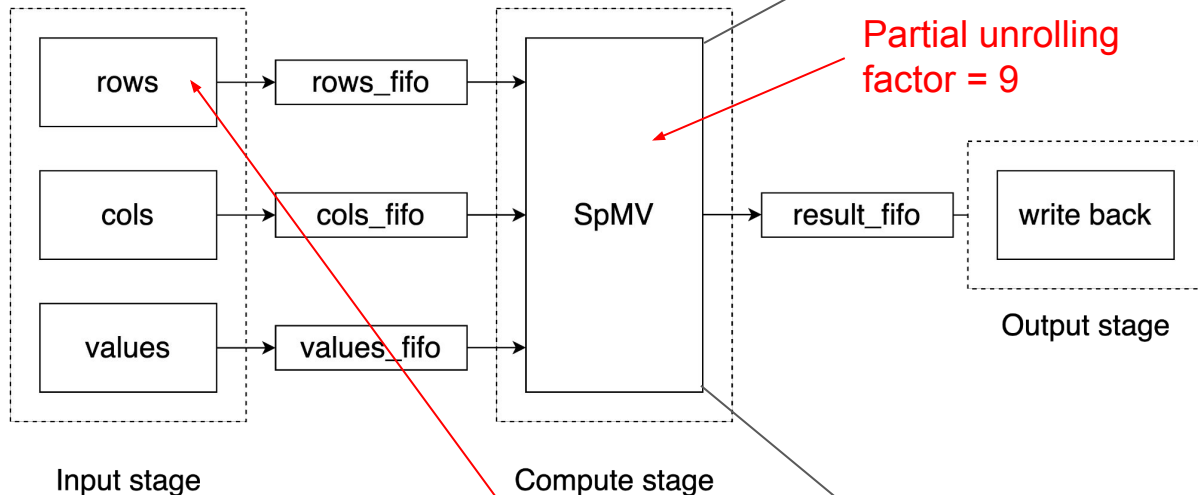 Partial unrolling
factor = 9
rows
rows_fifo
cols
cols_fifo
SpMV
result_fifo
write back
values
values_fifo
Output stage
Input stage
Compute stage